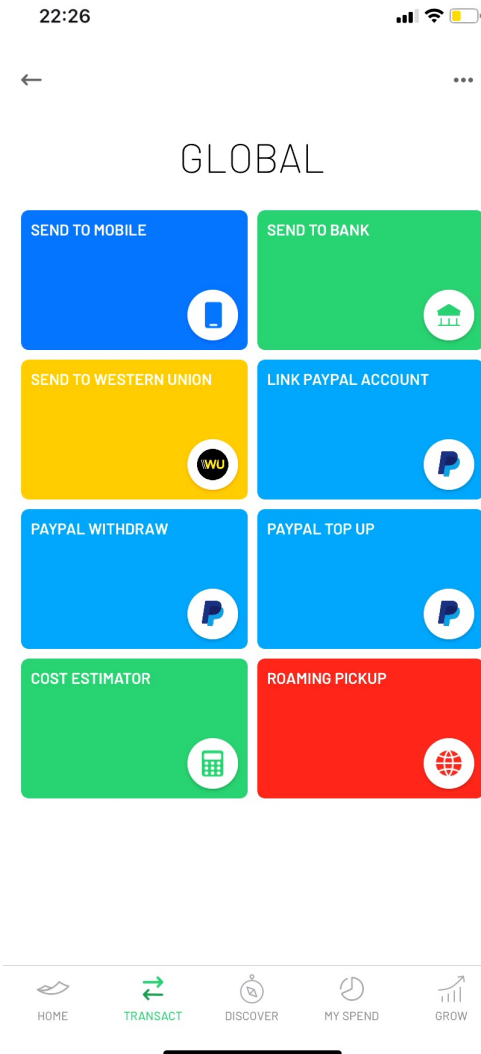 22:26
GLOBAL
SEND TO MOBILE
SEND TO BANK
SEND TO WESTERN UNION
WU
LINK PAYPAL ACCOUNT
PAYPAL WITHDRAW
PAYPAL TOP UP
COST ESTIMATOR
ROAMING PICKUP
HOME
TRANSACT
DISCOVER
MY SPEND
GROW